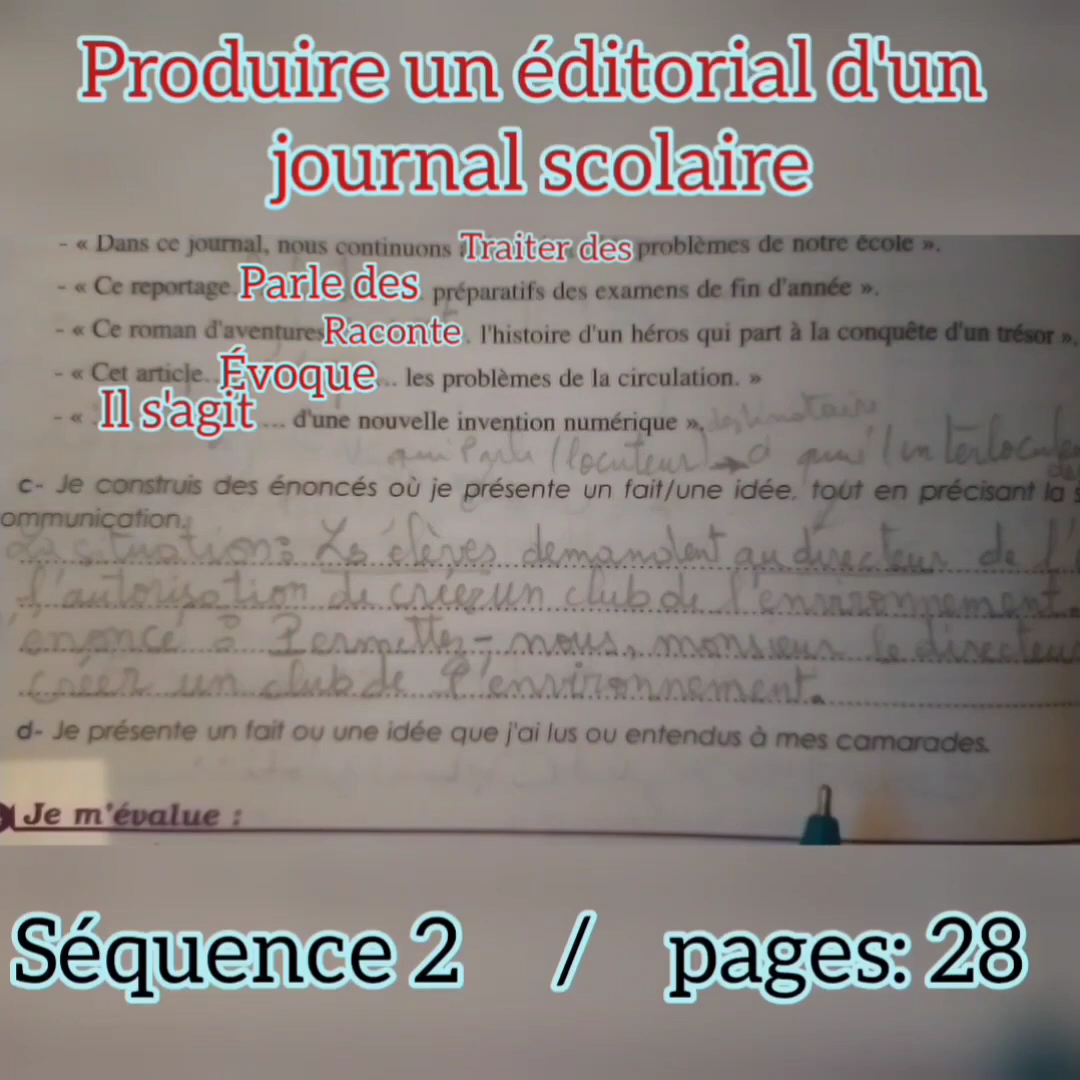 Produire un éditorial d'un
journal scolaire
- « Dans ce journal, nous continuons Traiter des problèmes de notre école ».
- « Ce reportage Parle des préparatifs des examens de fin d'année ».
- « Ce roman d'aventures Raconte l'histoire d'un héros qui part à la conquête d'un trésor ».
- « Cet article.. Évoque ... les problèmes de la circulation. »
- « Il s'agit ... d'une nouvelle invention numérique ».
destinataire
qui Parle (locuteur)
c- Je construis des énoncés où je présente un fait/une idée, tout en précisant la
ommunication.
La situation : Les élèves demandent au directeur de
l'autorisation de créer un club de l'environnement.
énoncé : Permettez-nous, monsieur le directeur
créer un club de l'environnement.
d- Je présente un fait ou une idée que j'ai lus ou entendus à mes camarades.
Je m'évalue :
Séquence 2 / pages: 28